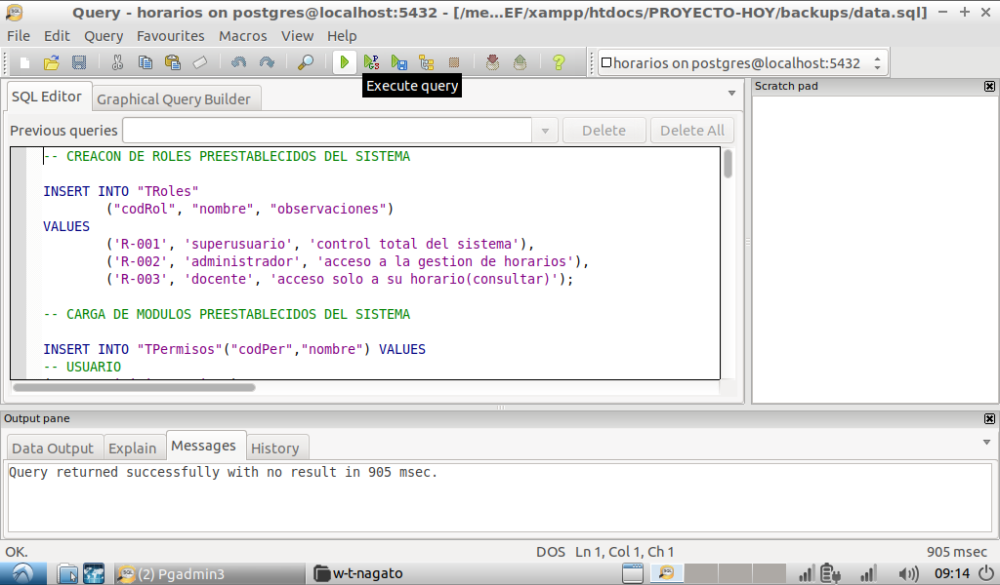 Query - horarios on postgres@localhost:5432 - [/me...EF/xampp/htdocs/PROYECTO-HOY/backups/data.sql]
File Edit Query Favourites Macros View Help
horarios on postgres@localhost:5432
Execute query
SQL Editor Graphical Query Builder
Scratch pad
Previous queries Delete Delete All
-- CREACON DE ROLES PREESTABLECIDOS DEL SISTEMA
INSERT INTO "TRoles"
("codRol", "nombre", "observaciones")
VALUES
('R-001', 'superusuario', 'control total del sistema'),
('R-002', 'administrador', 'acceso a la gestion de horarios'),
('R-003', 'docente', 'acceso solo a su horario(consultar)');
-- CARGA DE MODULOS PREESTABLECIDOS DEL SISTEMA
INSERT INTO "TPermisos"("codPer","nombre") VALUES
-- USUARIO
Output pane
Data Output Explain Messages History
Query returned successfully with no result in 905 msec.
OK. DOS Ln 1, Col 1, Ch 1 905 msec
(2) Pgadmin3 w-t-nagato 09:14